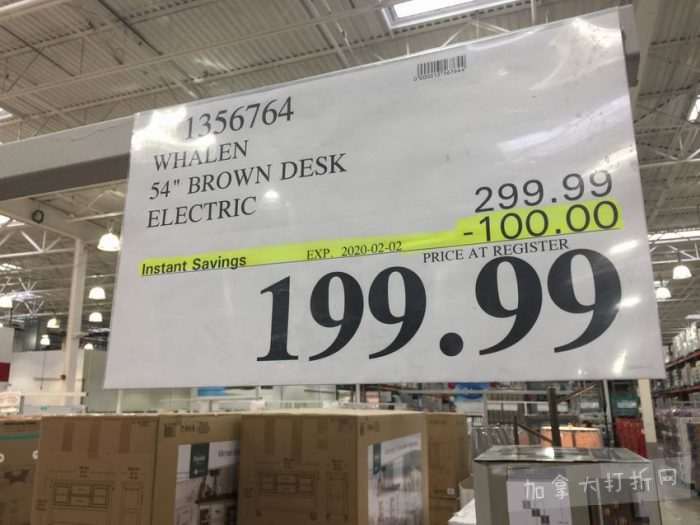 1356764
WHALEN
54" BROWN DESK
ELECTRIC
299.99
-100.00
Instant Savings EXP. 2020-02-02
PRICE AT REGISTER
199.99
加拿大打折网